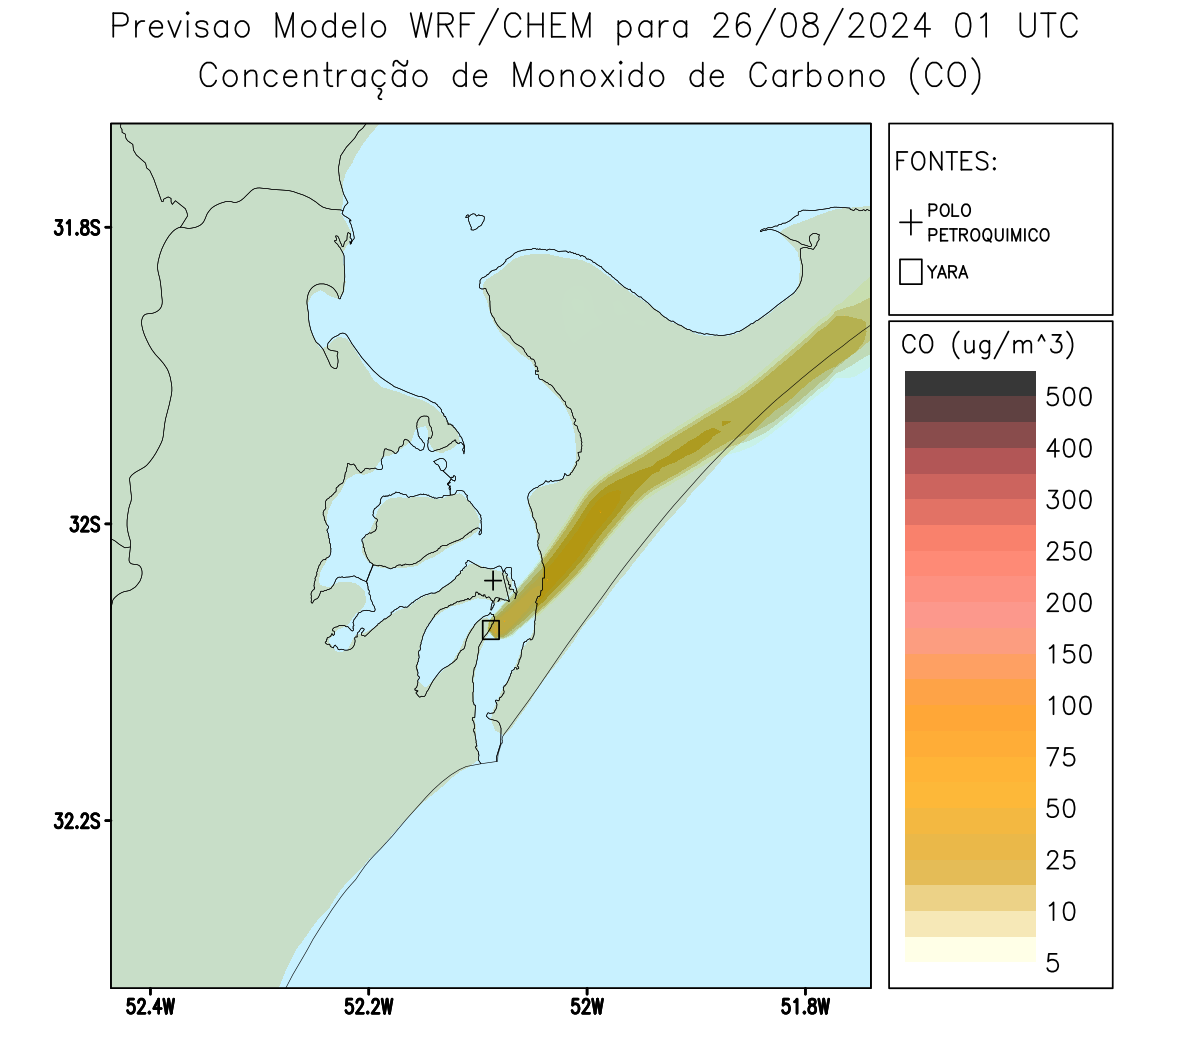 Previsao Modelo WRF/CHEM para 26/08/2024 01 UTC
Concentração de Monoxido de Carbono (CO)
FONTES:
POLO
PETROQUIMICO
YARA
CO (ug/m^3)
500
400
300
250
200
150
100
75
50
25
10
5
31.8S
32S
32.2S
52.4W
52.2W
52W
51.8W